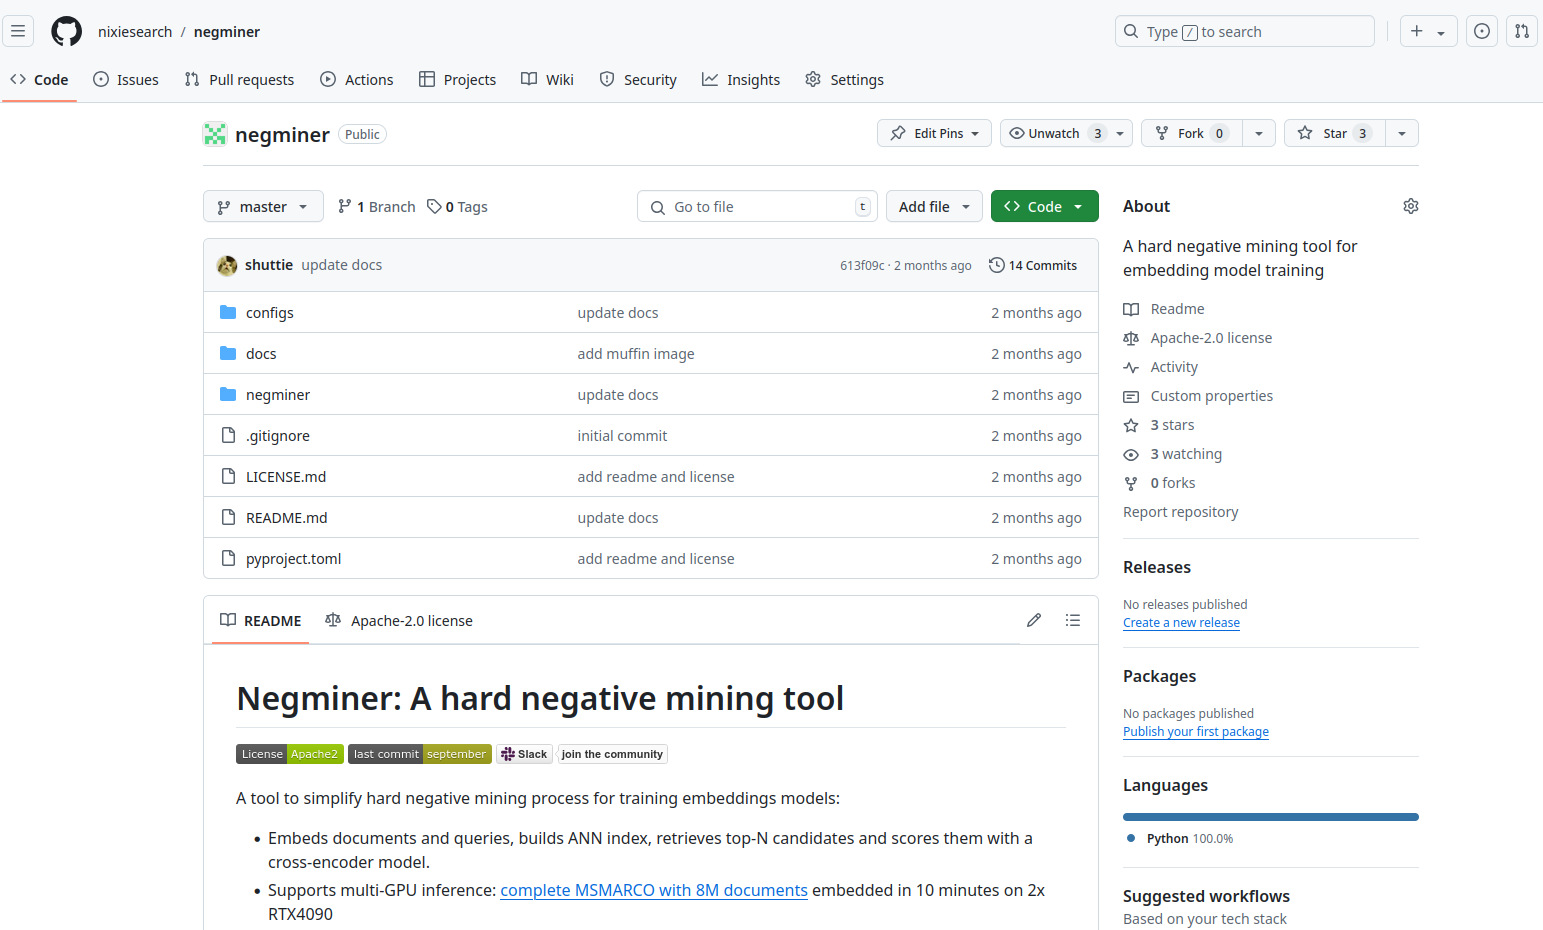 nixiesearch / negminer
Type / to search
Code
Issues
Pull requests
Actions
Projects
Wiki
Security
Insights
Settings
negminer Public
Edit Pins
Unwatch 3
Fork 0
Star 3
master
1 Branch
0 Tags
Go to file t
Add file
Code
shuttie update docs 613f09c · 2 months ago 14 Commits
configs update docs 2 months ago
docs add muffin image 2 months ago
negminer update docs 2 months ago
.gitignore initial commit 2 months ago
LICENSE.md add readme and license 2 months ago
README.md update docs 2 months ago
pyproject.toml add readme and license 2 months ago
README
Apache-2.0 license
Negminer: A hard negative mining tool
License Apache2 last commit september Slack join the community
A tool to simplify hard negative mining process for training embeddings models:
• Embeds documents and queries, builds ANN index, retrieves top-N candidates and scores them with a
cross-encoder model.
• Supports multi-GPU inference: complete MSMARCO with 8M documents embedded in 10 minutes on 2x
RTX4090
About
A hard negative mining tool for
embedding model training
Readme
Apache-2.0 license
Activity
Custom properties
3 stars
3 watching
0 forks
Report repository
Releases
No releases published
Create a new release
Packages
No packages published
Publish your first package
Languages
Python 100.0%
Suggested workflows
Based on your tech stack